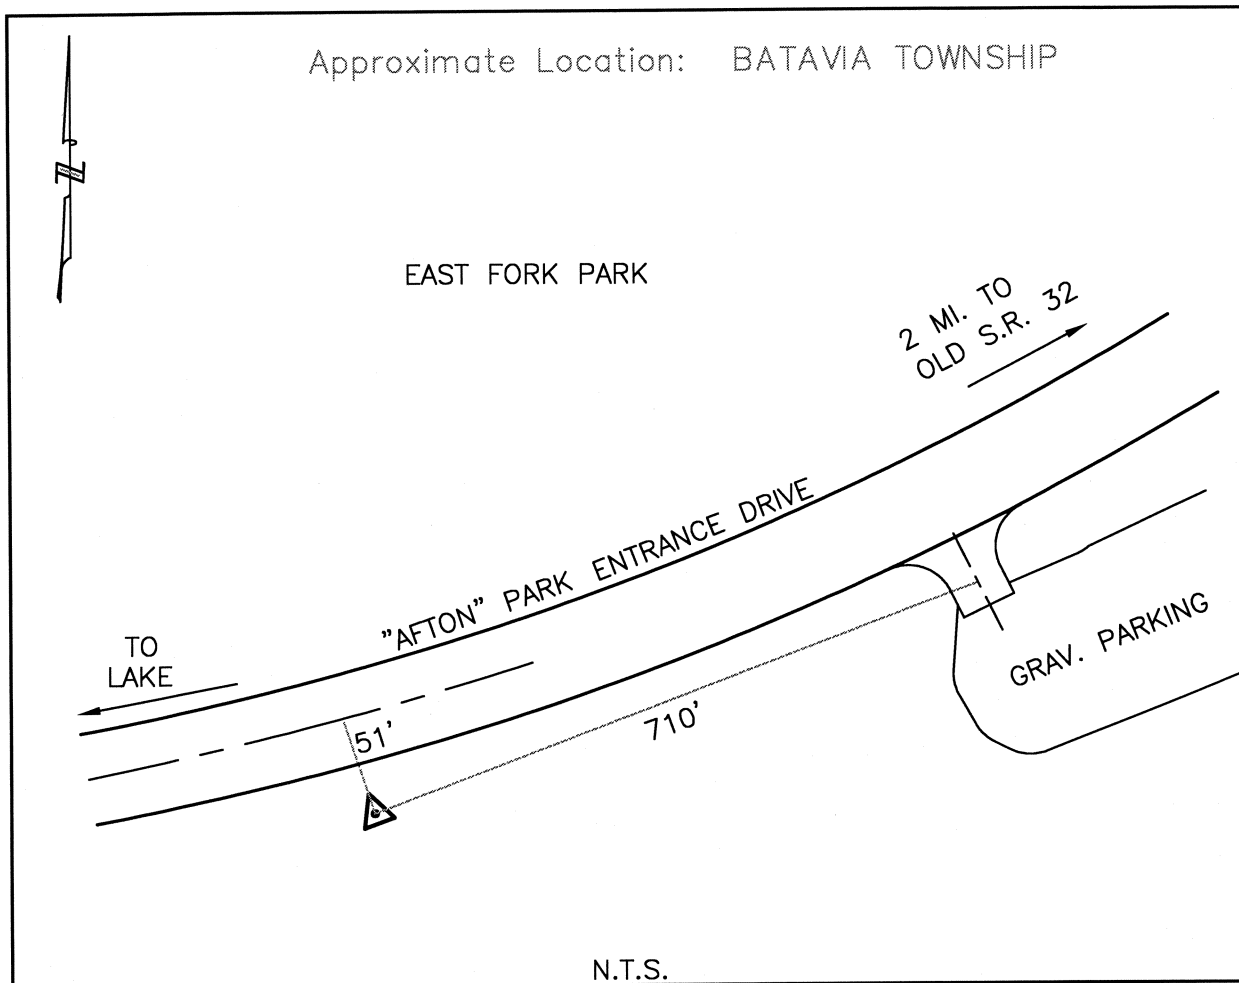 Approximate Location: BATAVIA TOWNSHIP
N
EAST FORK PARK
2 MI. TO
OLD S.R. 32
"AFTON" PARK ENTRANCE DRIVE
TO
LAKE
51'
710'
GRAV. PARKING
N.T.S.